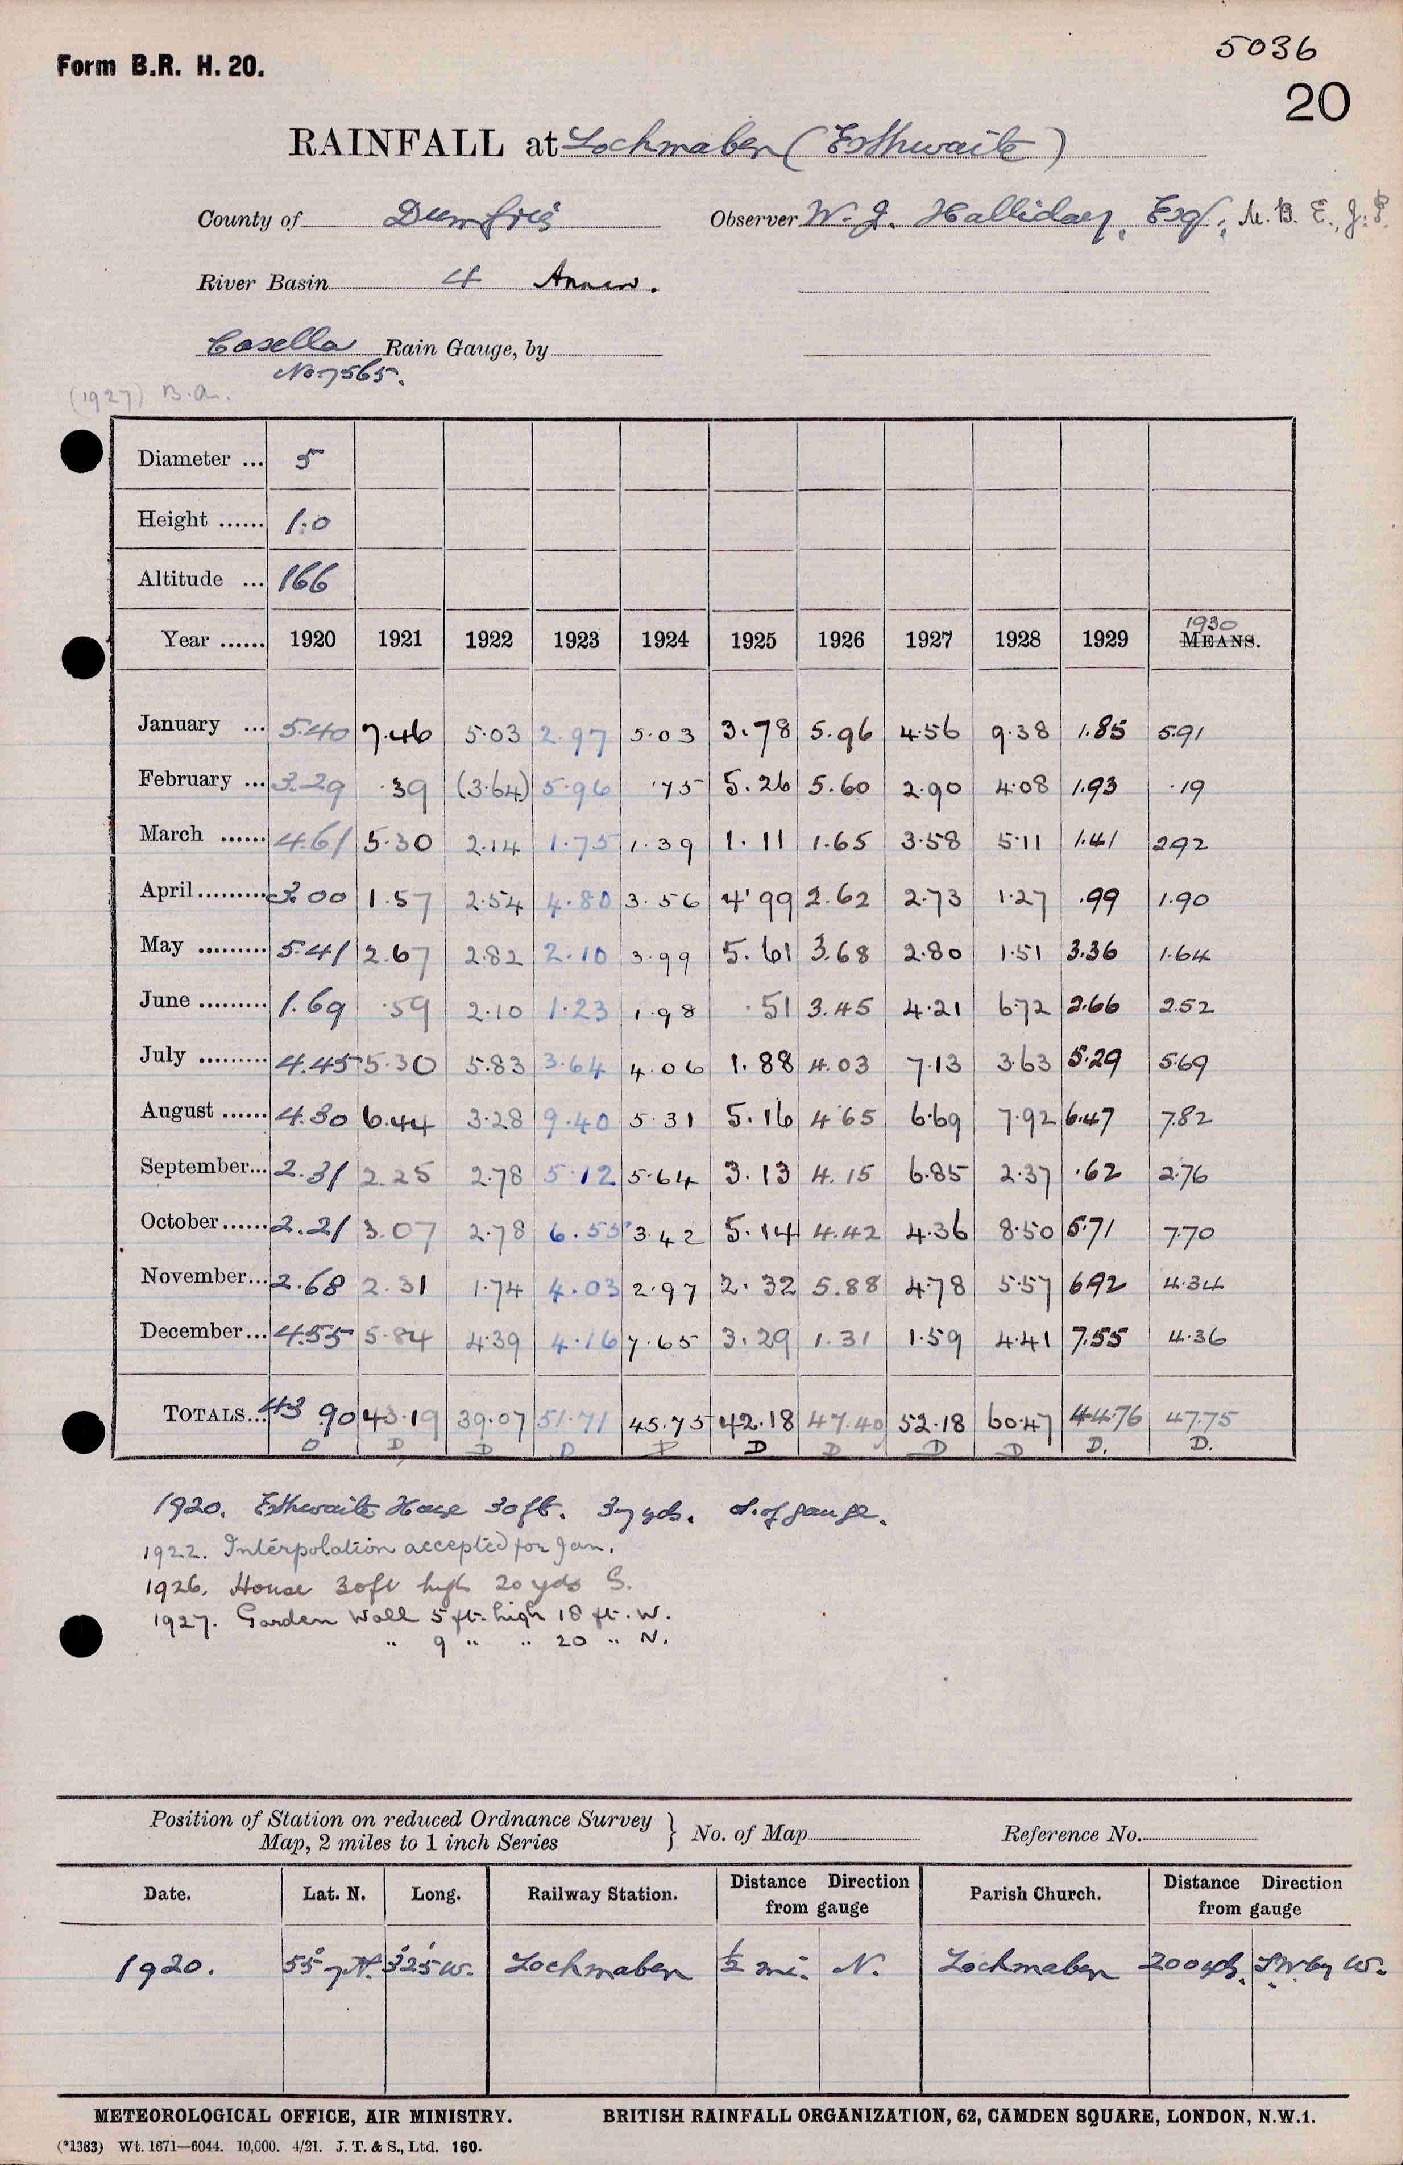 5036
Form B.R. H. 20.
20
RAINFALL at Lochmaben (Esthwaite)
County of Dumfries Observer W. J. Halliday, Esq., M.B.E., J.P.
River Basin 4 Annan.
Casella Rain Gauge, by
No 7565.
(1927) B.a.
Diameter ... 5
Height ...... 1.0
Altitude ... 166
1930
Year ...... 1920 1921 1922 1923 1924 1925 1926 1927 1928 1929 MEANS.
January ... 5.40 7.46 5.03 2.97 5.03 3.78 5.96 4.56 9.38 1.85 5.91
February ... 3.29 .39 (3.64) 5.96 .75 5.26 5.60 2.90 4.08 1.93 .19
March ...... 4.61 5.30 2.14 1.75 1.39 1.11 1.65 3.58 5.11 1.41 2.92
April ......... 3.00 1.57 2.54 4.80 3.56 4.99 2.62 2.73 1.27 .99 1.90
May ......... 5.41 2.67 2.82 2.10 3.99 5.61 3.68 2.80 1.51 3.36 1.64
June ......... 1.69 .59 2.10 1.23 1.98 .51 3.45 4.21 6.72 2.66 2.52
July ......... 4.45 5.30 5.83 3.64 4.06 1.88 4.03 7.13 3.63 5.29 5.69
August ...... 4.30 6.44 3.28 9.40 5.31 5.16 4.65 6.69 7.92 6.47 7.82
September... 2.31 2.25 2.78 5.12 5.64 3.13 4.15 6.85 2.37 .62 2.76
October...... 2.21 3.07 2.78 6.55 3.42 5.14 4.42 4.36 8.50 5.71 7.70
November... 2.68 2.31 1.74 4.03 2.97 2.32 5.88 4.78 5.57 6.92 4.34
December... 4.55 5.84 4.39 4.16 7.65 3.29 1.31 1.59 4.41 7.55 4.36
TOTALS... 43.90 43.19 39.07 51.71 45.75 42.18 47.40 52.18 60.47 44.76 47.75
D D D D D D D D D D. D.
1920. Esthwaite House 30 ft. 37 yds. S. of gauge.
1922. Interpolation accepted for Jan.
1926. House 30ft high 20 yds S.
1927. Garden Wall 5 ft. high 18 ft. W.
" 9 " " 20 " N.
Position of Station on reduced Ordnance Survey
Map, 2 miles to 1 inch Series } No. of Map Reference No.
Date. Lat. N. Long. Railway Station. Distance from gauge Direction Parish Church. Distance from gauge Direction
1920. 55° 7' N. 3° 25' W. Lochmaben ½ mi. N. Lochmaben 200 yds. S.W. by W.
METEOROLOGICAL OFFICE, AIR MINISTRY. BRITISH RAINFALL ORGANIZATION, 62, CAMDEN SQUARE, LONDON, N.W.1.
(*1383) Wt. 1671—6044. 10,000. 4/21. J. T. & S., Ltd. 160.